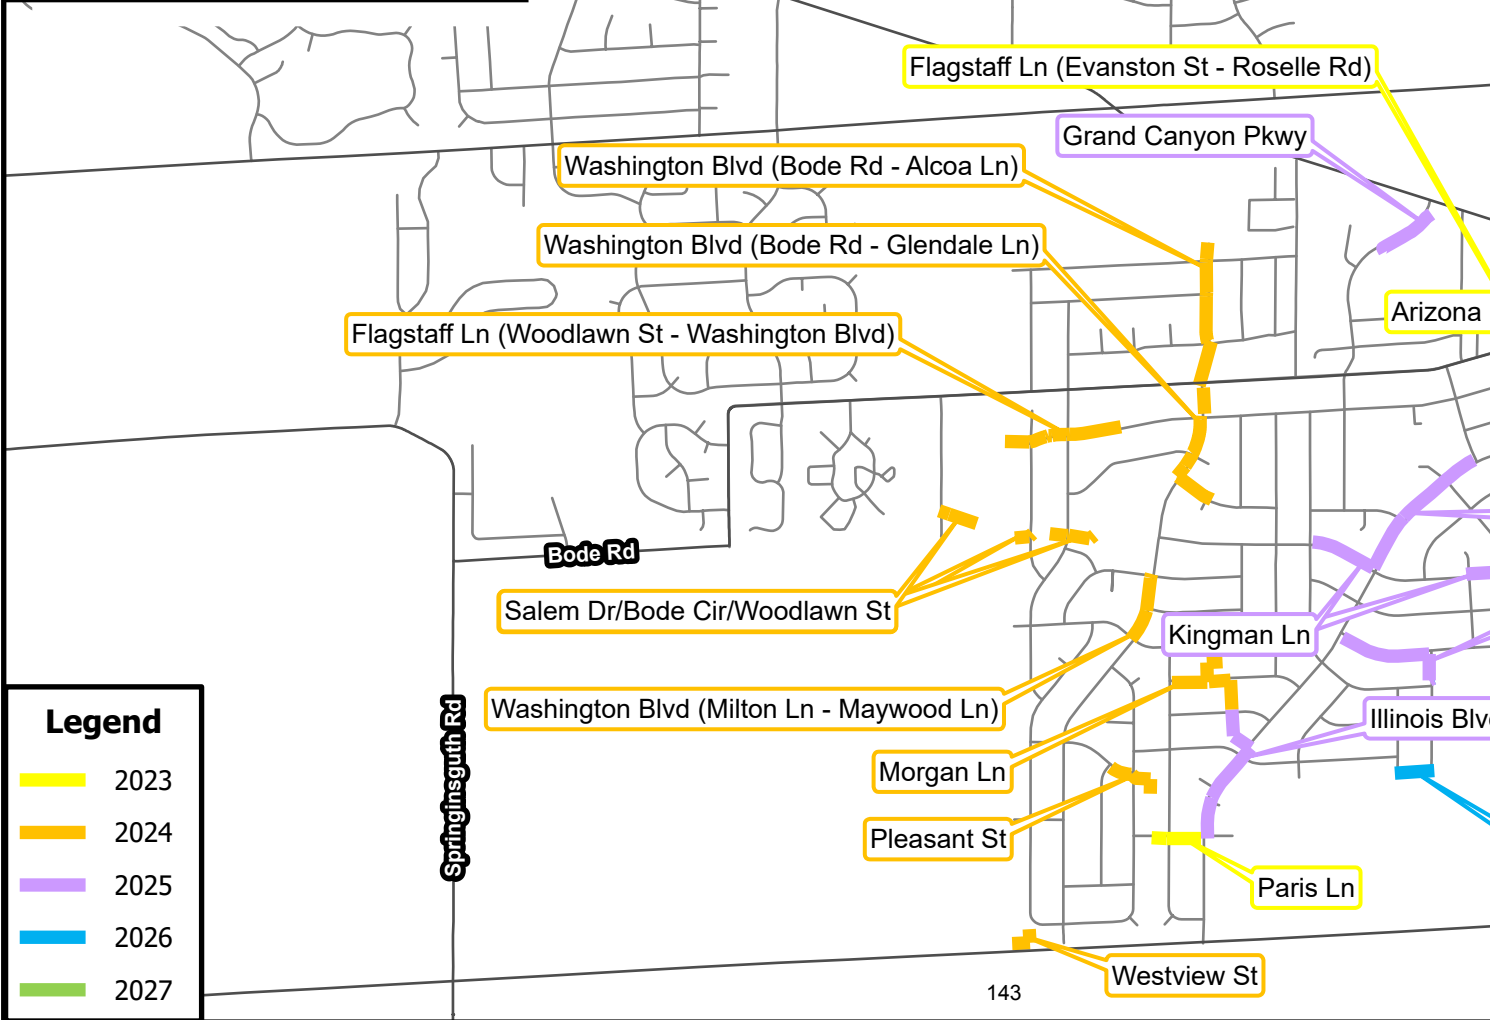 Flagstaff Ln (Evanston St - Roselle Rd)
Grand Canyon Pkwy
Washington Blvd (Bode Rd - Alcoa Ln)
Washington Blvd (Bode Rd - Glendale Ln)
Arizona
Flagstaff Ln (Woodlawn St - Washington Blvd)
Bode Rd
Salem Dr/Bode Cir/Woodlawn St
Kingman Ln
Washington Blvd (Milton Ln - Maywood Ln)
Illinois Blv
Springinsguth Rd
Morgan Ln
Pleasant St
Paris Ln
Westview St
143
Legend
2023
2024
2025
2026
2027